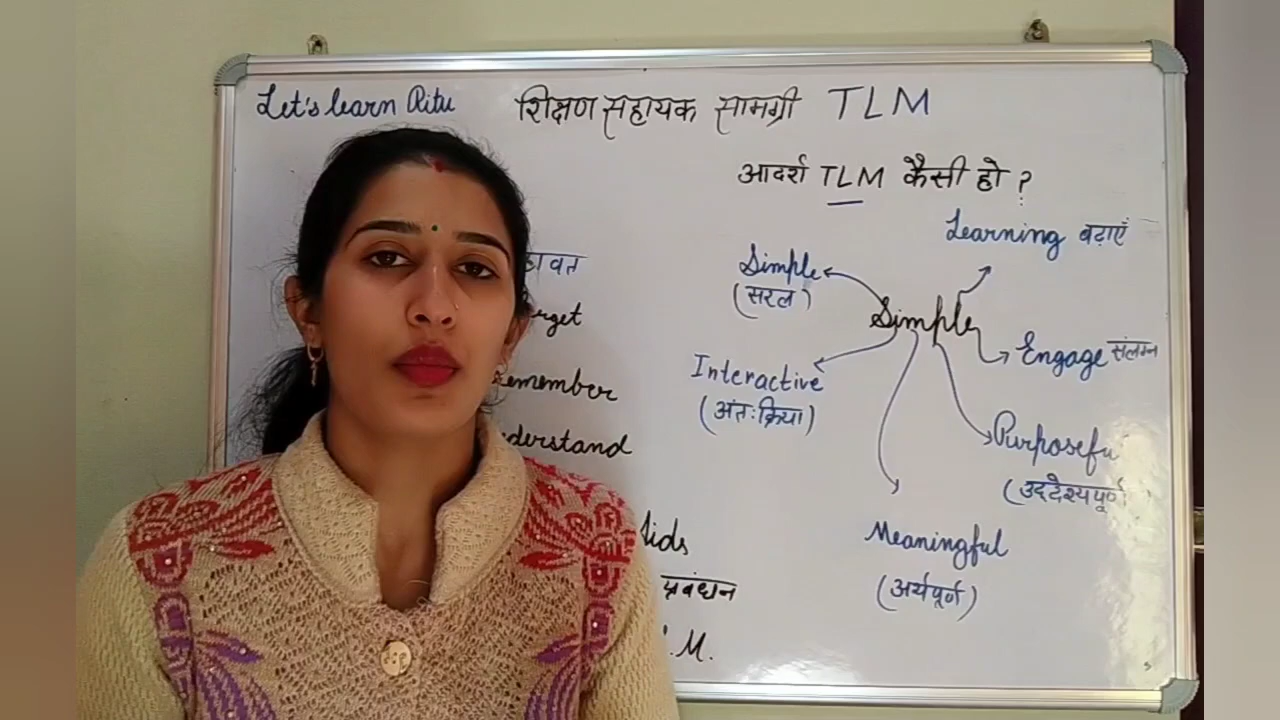 Let's learn Ritu
शिक्षण सहायक सामग्री TLM
आदर्श TLM कैसी हो ?
Learning बढ़ाएँ
Simple
(सरल)
Simple
Engage संलग्न
Interactive
(अंतःक्रिया)
Purposeful
(उद्देश्यपूर्ण
Meaningful
(अर्थपूर्ण)
emember
derstand
Aids
प्रबंधन
.M.